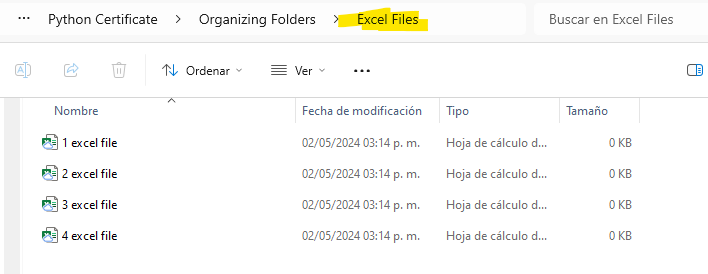 ... Python Certificate > Organizing Folders > Excel Files Buscar en Excel Files
Ordenar Ver ...
Nombre Fecha de modificación Tipo Tamaño
1 excel file 02/05/2024 03:14 p. m. Hoja de cálculo d... 0 KB
2 excel file 02/05/2024 03:14 p. m. Hoja de cálculo d... 0 KB
3 excel file 02/05/2024 03:14 p. m. Hoja de cálculo d... 0 KB
4 excel file 02/05/2024 03:14 p. m. Hoja de cálculo d... 0 KB